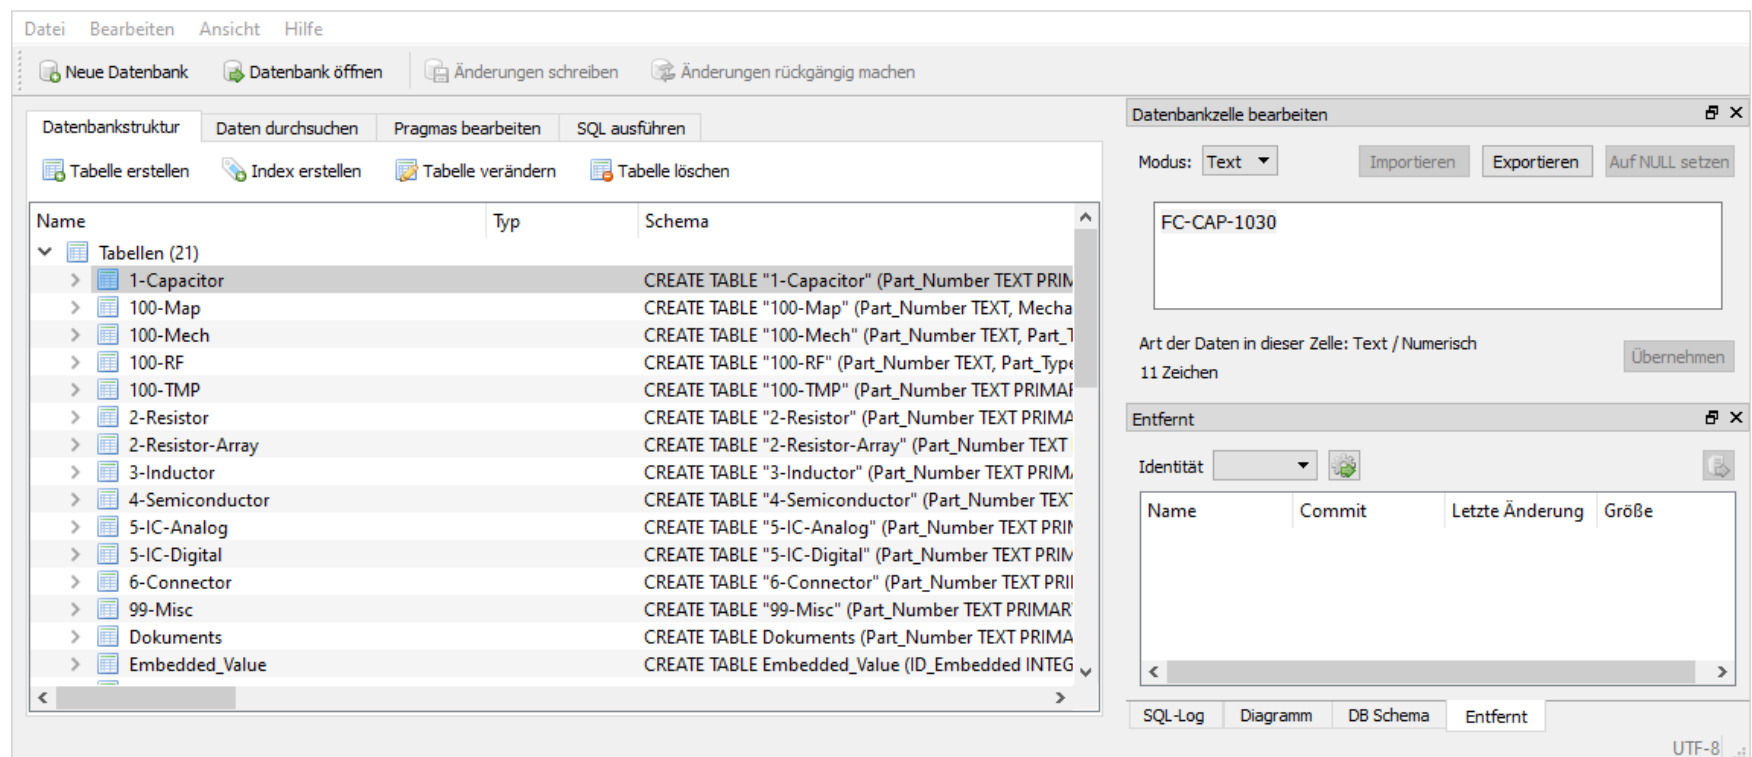 Datei Bearbeiten Ansicht Hilfe
Neue Datenbank Datenbank öffnen Änderungen schreiben Änderungen rückgängig machen
Datenbankstruktur Daten durchsuchen Pragmas bearbeiten SQL ausführen
Tabelle erstellen Index erstellen Tabelle verändern Tabelle löschen
Name Typ Schema
Tabellen (21)
1-Capacitor CREATE TABLE "1-Capacitor" (Part_Number TEXT PRIM
100-Map CREATE TABLE "100-Map" (Part_Number TEXT, Mecha
100-Mech CREATE TABLE "100-Mech" (Part_Number TEXT, Part_T
100-RF CREATE TABLE "100-RF" (Part_Number TEXT, Part_Type
100-TMP CREATE TABLE "100-TMP" (Part_Number TEXT PRIMAR
2-Resistor CREATE TABLE "2-Resistor" (Part_Number TEXT PRIMA
2-Resistor-Array CREATE TABLE "2-Resistor-Array" (Part_Number TEXT
3-Inductor CREATE TABLE "3-Inductor" (Part_Number TEXT PRIMA
4-Semiconductor CREATE TABLE "4-Semiconductor" (Part_Number TEXT
5-IC-Analog CREATE TABLE "5-IC-Analog" (Part_Number TEXT PRIM
5-IC-Digital CREATE TABLE "5-IC-Digital" (Part_Number TEXT PRIM
6-Connector CREATE TABLE "6-Connector" (Part_Number TEXT PRI
99-Misc CREATE TABLE "99-Misc" (Part_Number TEXT PRIMAR
Dokuments CREATE TABLE Dokuments (Part_Number TEXT PRIMA
Embedded_Value CREATE TABLE Embedded_Value (ID_Embedded INTEG
Datenbankzelle bearbeiten
Modus: Text Importieren Exportieren Auf NULL setzen
FC-CAP-1030
Art der Daten in dieser Zelle: Text / Numerisch
11 Zeichen
Übernehmen
Entfernt
Identität
Name Commit Letzte Änderung Größe
SQL-Log Diagramm DB Schema Entfernt
UTF-8